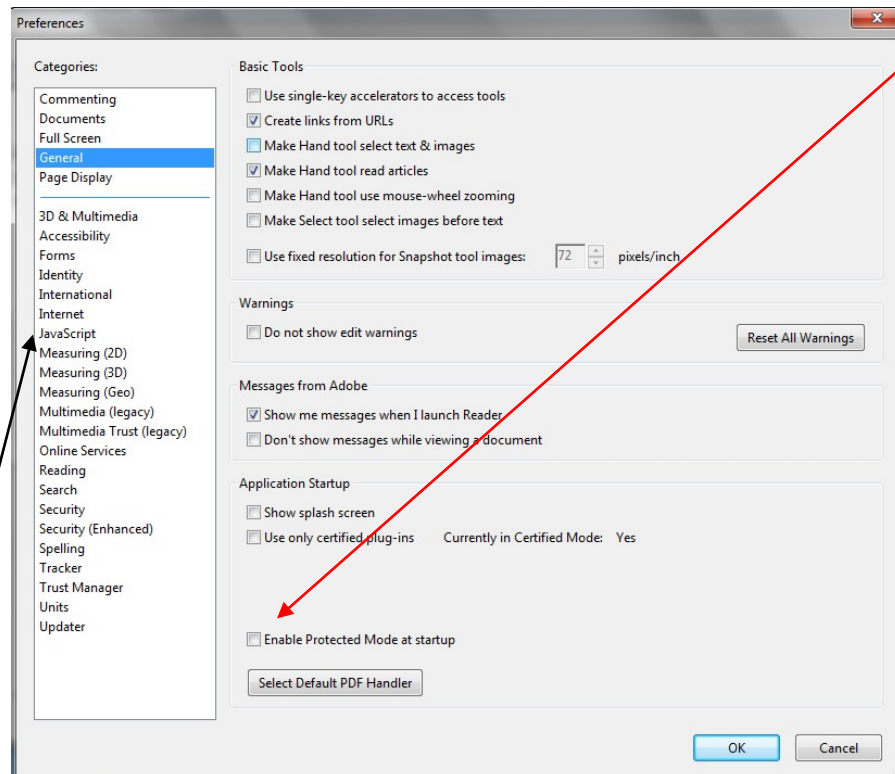 Preferences
Categories:
Commenting
Documents
Full Screen
General
Page Display
3D & Multimedia
Accessibility
Forms
Identity
International
Internet
JavaScript
Measuring (2D)
Measuring (3D)
Measuring (Geo)
Multimedia (legacy)
Multimedia Trust (legacy)
Online Services
Reading
Search
Security
Security (Enhanced)
Spelling
Tracker
Trust Manager
Units
Updater
Basic Tools
Use single-key accelerators to access tools
Create links from URLs
Make Hand tool select text & images
Make Hand tool read articles
Make Hand tool use mouse-wheel zooming
Make Select tool select images before text
Use fixed resolution for Snapshot tool images: 72 pixels/inch
Warnings
Do not show edit warnings
Reset All Warnings
Messages from Adobe
Show me messages when I launch Reader
Don't show messages while viewing a document
Application Startup
Show splash screen
Use only certified plug-ins Currently in Certified Mode: Yes
Enable Protected Mode at startup
Select Default PDF Handler
OK Cancel